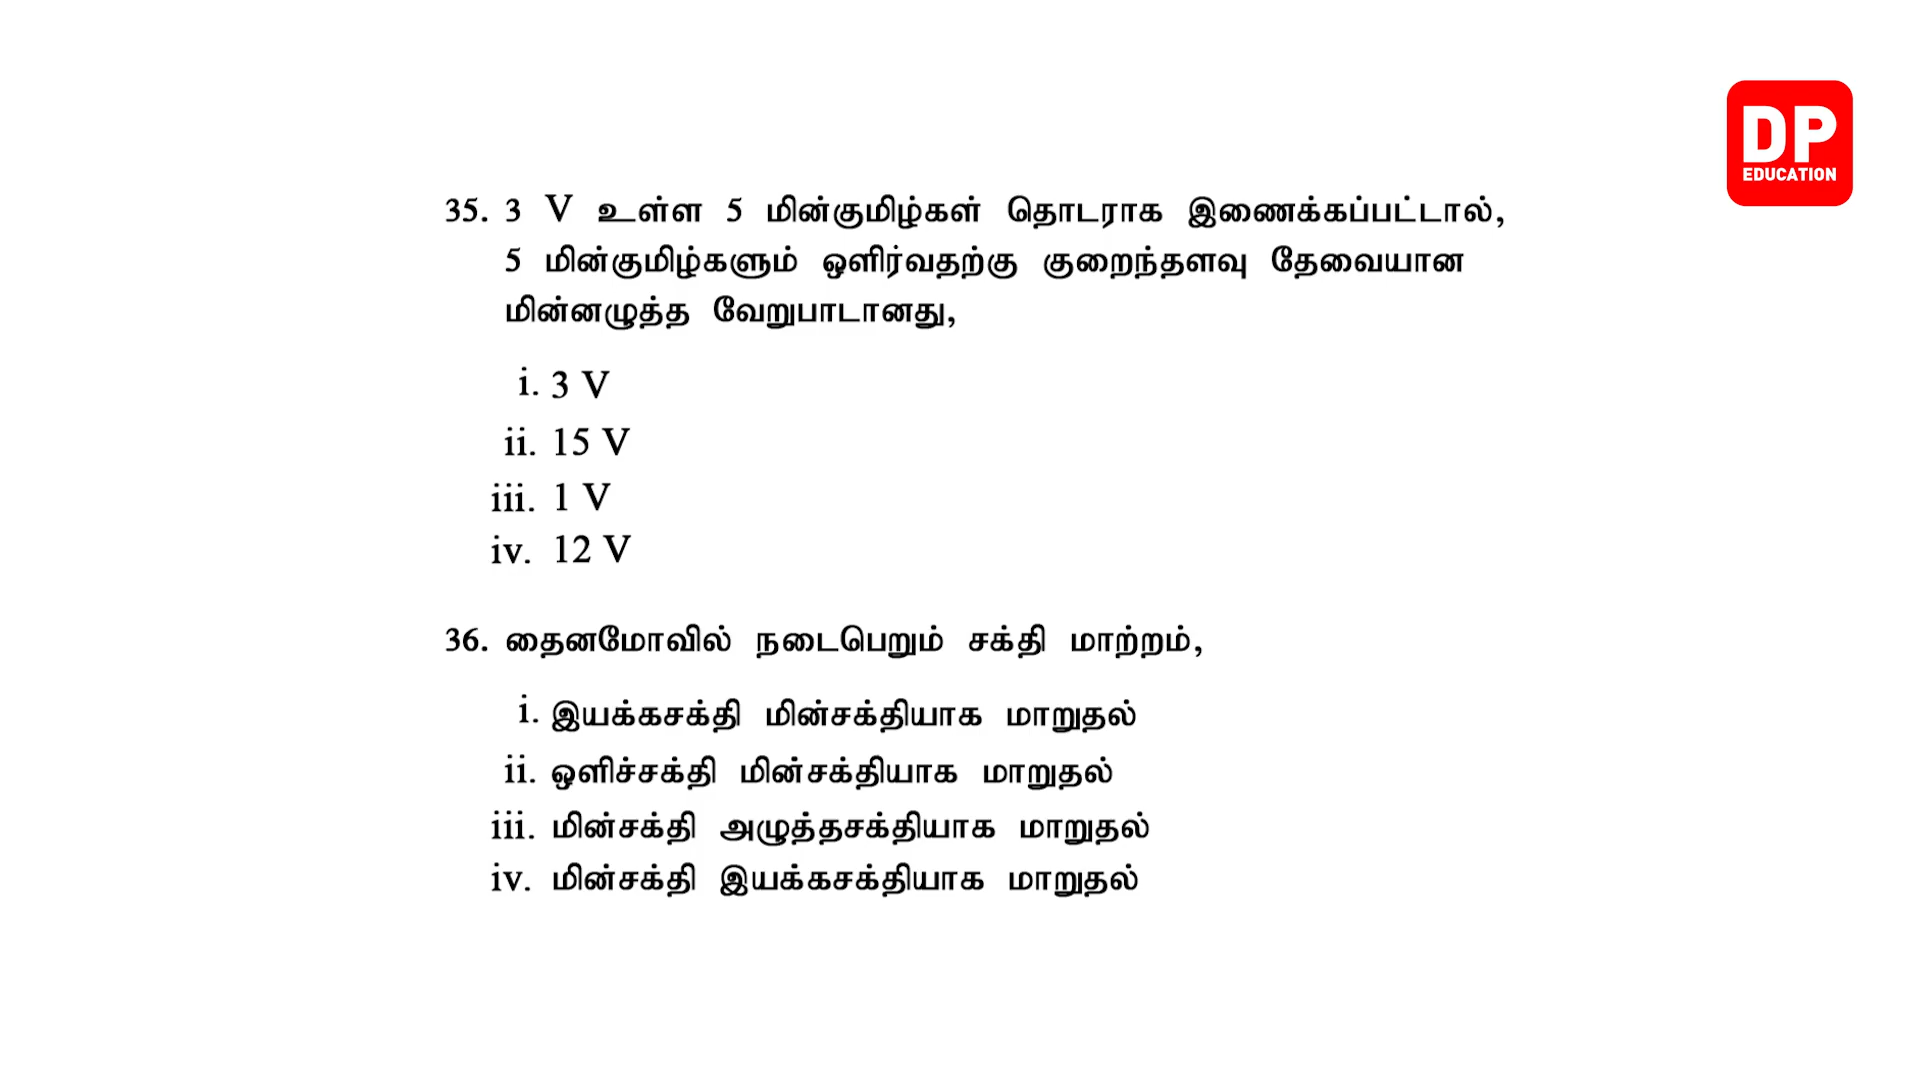 DP
EDUCATION
35. 3 V உள்ள 5 மின்குமிழ்கள் தொடராக இணைக்கப்பட்டால்,
5 மின்குமிழ்களும் ஒளிர்வதற்கு குறைந்தளவு தேவையான
மின்னழுத்த வேறுபாடானது,
i. 3 V
ii. 15 V
iii. 1 V
iv. 12 V
36. தைனமோவில் நடைபெறும் சக்தி மாற்றம்,
i. இயக்கசக்தி மின்சக்தியாக மாறுதல்
ii. ஒளிச்சக்தி மின்சக்தியாக மாறுதல்
iii. மின்சக்தி அழுத்தசக்தியாக மாறுதல்
iv. மின்சக்தி இயக்கசக்தியாக மாறுதல்